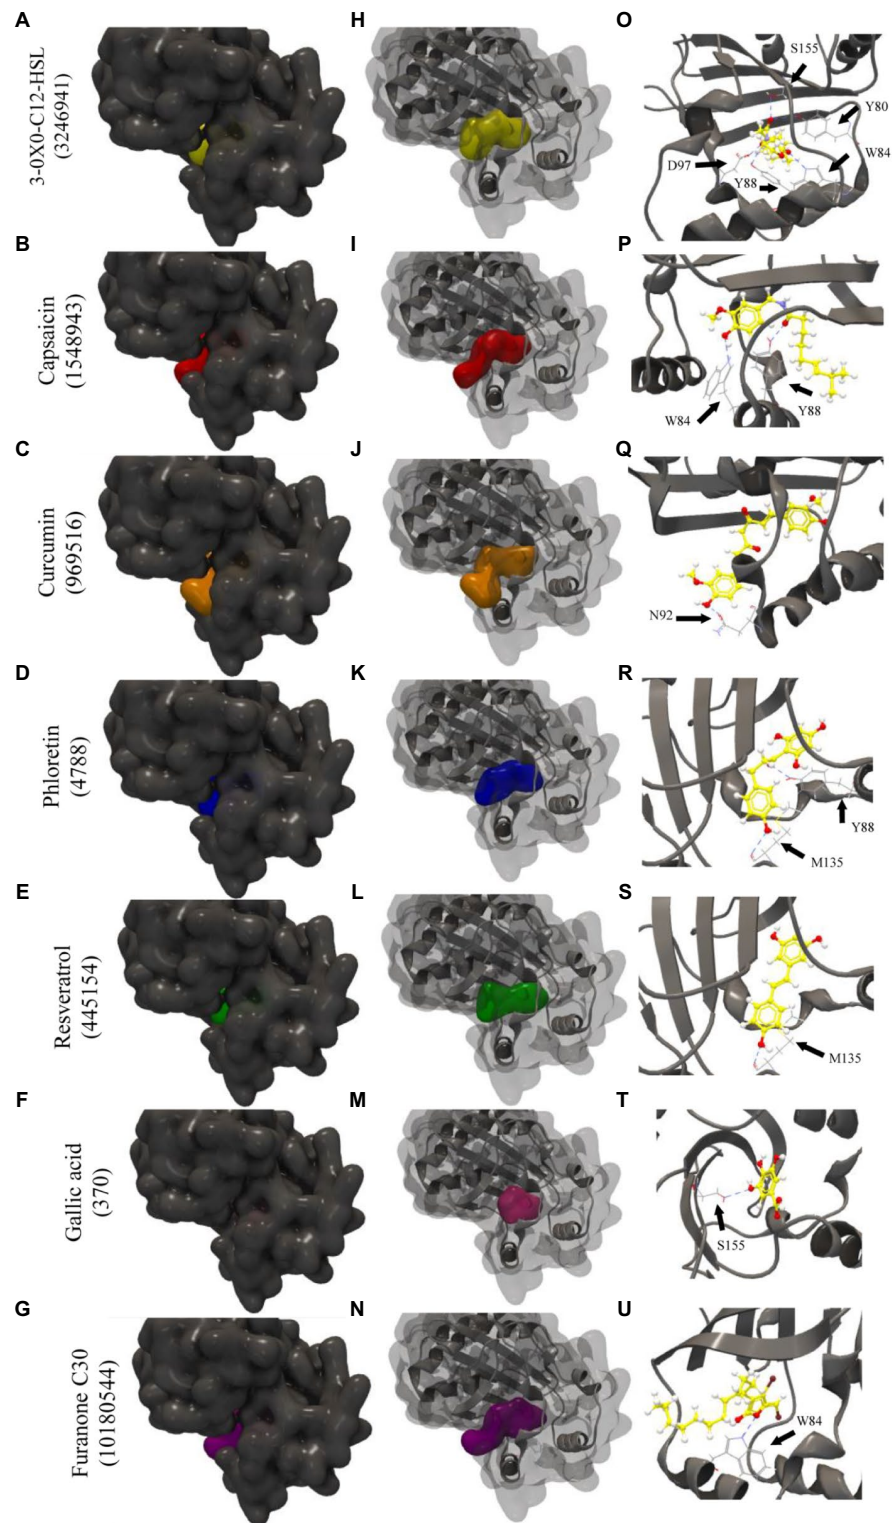 A
H
O
3-0X0-C12-HSL
(3246941)
S155
Y80
D97
W84
Y88
B
I
P
Capsaicin
(1548943)
W84
Y88
C
J
Q
Curcumin
(969516)
N92
D
K
R
Phloretin
(4788)
Y88
M135
E
L
S
Resveratrol
(445154)
M135
F
M
T
Gallic acid
(370)
S155
G
N
U
Furanone C30
(10180544)
W84